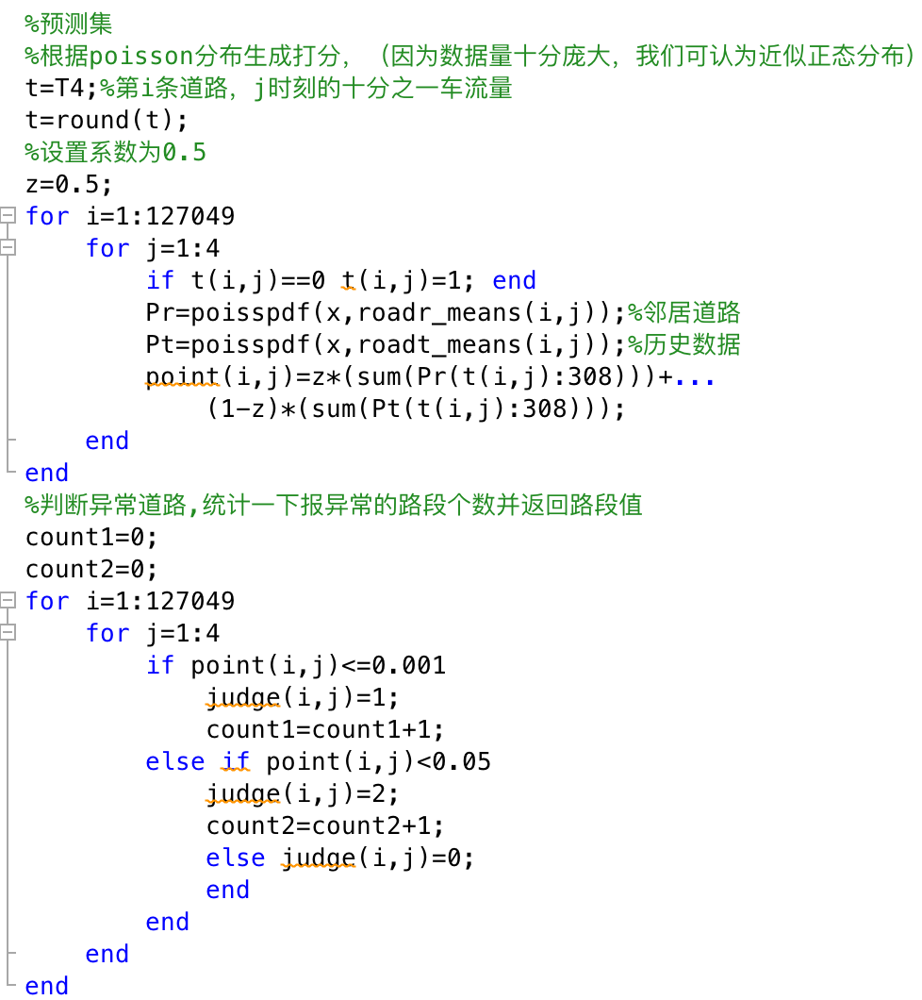 %预测集
%根据poisson分布生成打分，（因为数据量十分庞大，我们可认为近似正态分布）
t=T4;%第i条道路，j时刻的十分之一车流量
t=round(t);
%设置系数为0.5
z=0.5;
for i=1:127049
    for j=1:4
        if t(i,j)==0 t(i,j)=1; end
        Pr=poisspdf(x,roadr_means(i,j));%邻居道路
        Pt=poisspdf(x,roadt_means(i,j));%历史数据
        point(i,j)=z*(sum(Pr(t(i,j):308)))+...
            (1-z)*(sum(Pt(t(i,j):308)));
    end
end
%判断异常道路,统计一下报异常的路段个数并返回路段值
count1=0;
count2=0;
for i=1:127049
    for j=1:4
        if point(i,j)<=0.001
            judge(i,j)=1;
            count1=count1+1;
        else if point(i,j)<0.05
            judge(i,j)=2;
            count2=count2+1;
            else judge(i,j)=0;
            end
        end
    end
end